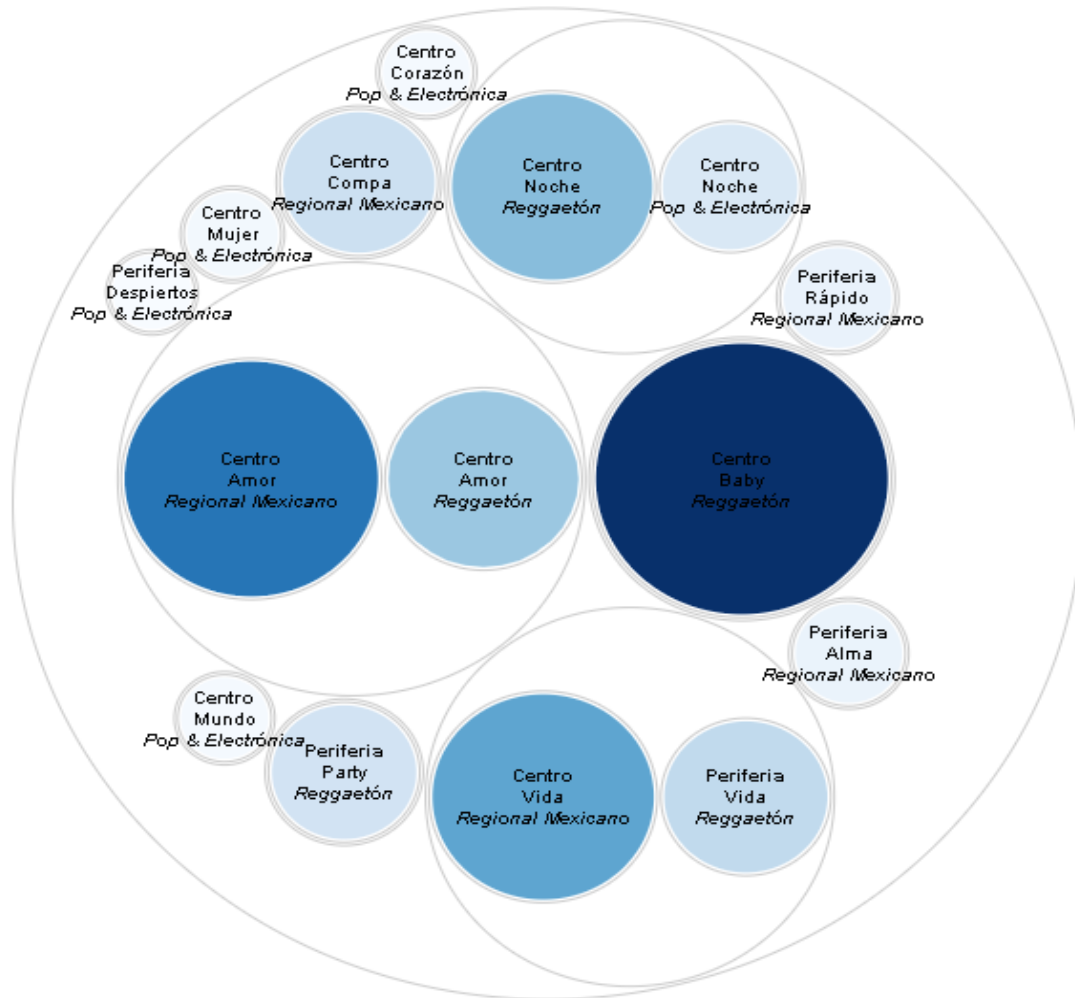 Centro
Corazón
Pop & Electrónica
Centro
Compa
Regional Mexicano
Centro
Noche
Reggaetón
Centro
Noche
Pop & Electrónica
Centro
Mujer
Pop & Electrónica
Periferia
Despiertos
Pop & Electrónica
Periferia
Rápido
Regional Mexicano
Centro
Amor
Regional Mexicano
Centro
Amor
Reggaetón
Centro
Baby
Reggaetón
Periferia
Alma
Regional Mexicano
Centro
Mundo
Pop & Electrónica
Periferia
Party
Reggaetón
Centro
Vida
Regional Mexicano
Periferia
Vida
Reggaetón